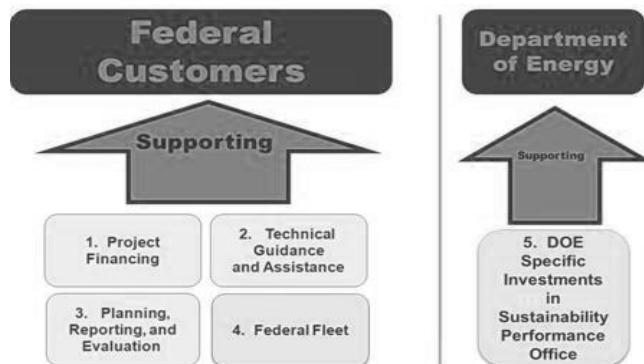 Federal
Customers
Supporting
1. Project
Financing
2. Technical
Guidance
and Assistance
3. Planning,
Reporting, and
Evaluation
4. Federal Fleet
Department
of Energy
Supporting
5. DOE
Specific
Investments
in
Sustainability
Performance
Office